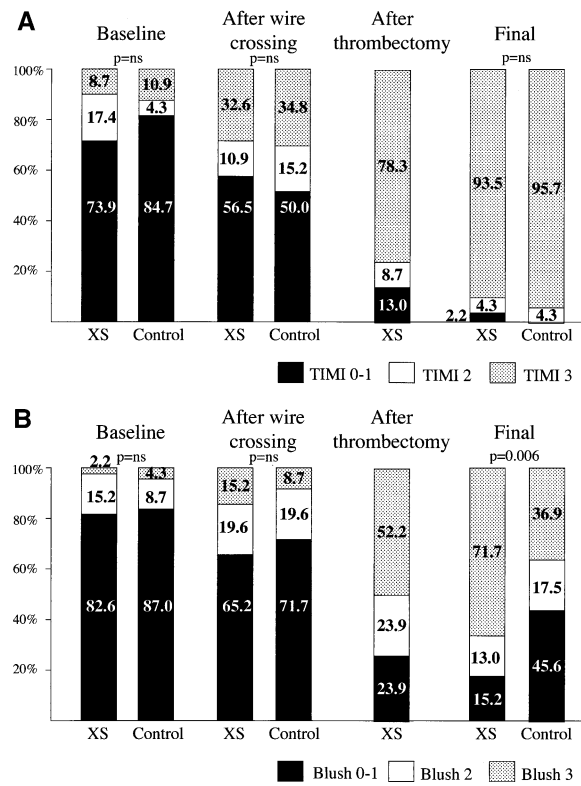 A
Baseline
After wire
crossing
After
thrombectomy
Final
p=ns
p=ns
p=ns
100%
80%
60%
40%
20%
8.7
17.4
73.9
10.9
4.3
84.7
32.6
10.9
56.5
34.8
15.2
50.0
78.3
8.7
13.0
93.5
4.3
2.2
95.7
4.3
XS Control XS Control XS XS Control
TIMI 0-1 TIMI 2 TIMI 3
B
Baseline
After wire
crossing
After
thrombectomy
Final
p=ns
p=ns
p=0.006
100%
80%
60%
40%
20%
2.2
15.2
82.6
4.3
8.7
87.0
15.2
19.6
65.2
8.7
19.6
71.7
52.2
23.9
23.9
71.7
13.0
15.2
36.9
17.5
45.6
XS Control XS Control XS XS Control
Blush 0-1 Blush 2 Blush 3